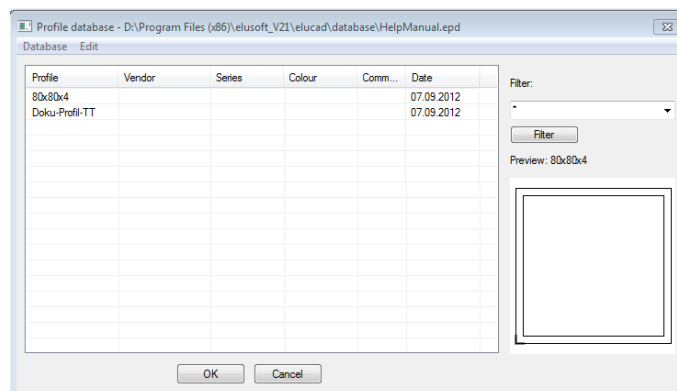 Profile database - D:\Program Files (x86)\elusoft_V21\elucad\database\HelpManual.epd
Database Edit
Profile Vendor Series Colour Comm... Date
80x80x4 07.09.2012
Doku-Profil-TT 07.09.2012
Filter:
*
Filter
Preview: 80x80x4
OK Cancel